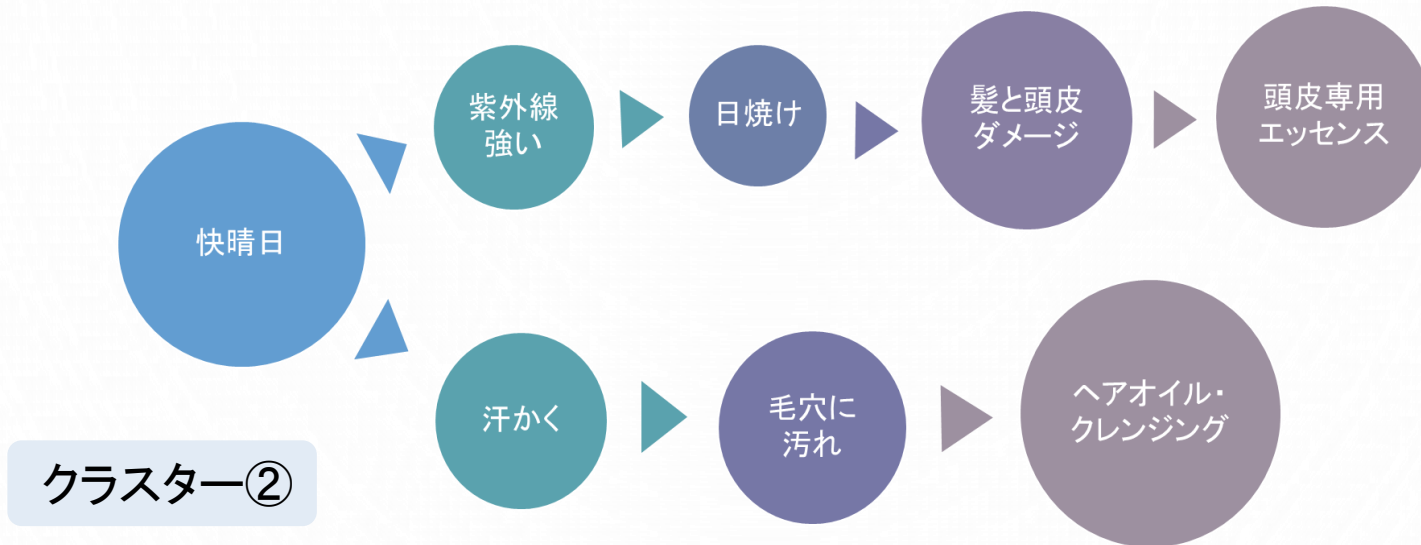 紫外線
強い
日焼け
髪と頭皮
ダメージ
頭皮専用
エッセンス
快晴日
汗かく
毛穴に
汚れ
ヘアオイル・
クレンジング
クラスター②